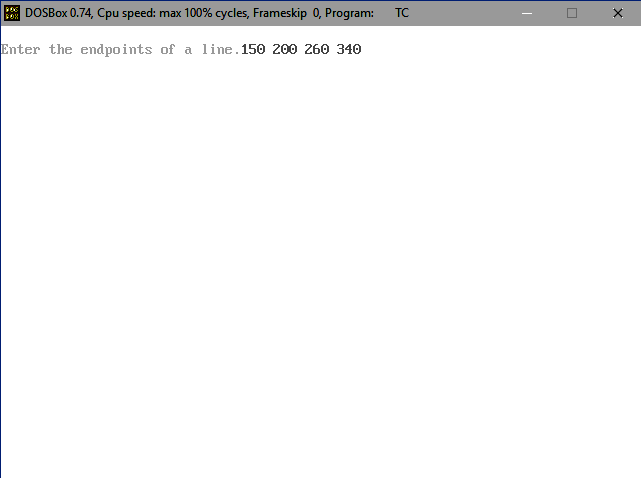 DOSBox 0.74, Cpu speed: max 100% cycles, Frameskip 0, Program: TC
Enter the endpoints of a line.150 200 260 340